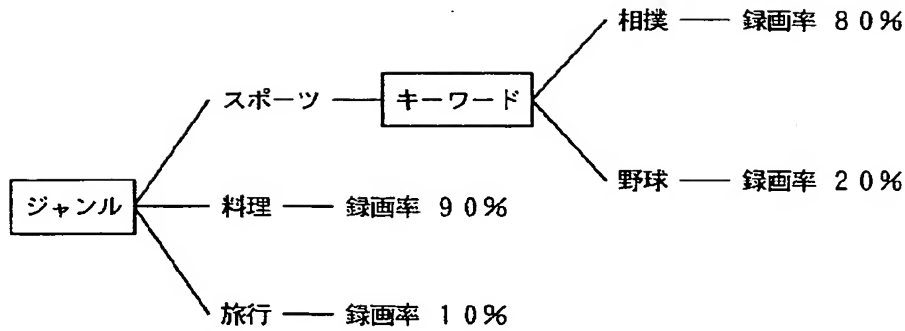 相撲 録画率 80%
スポーツ キーワード
野球 録画率 20%
ジャンル 料理 録画率 90%
旅行 録画率 10%